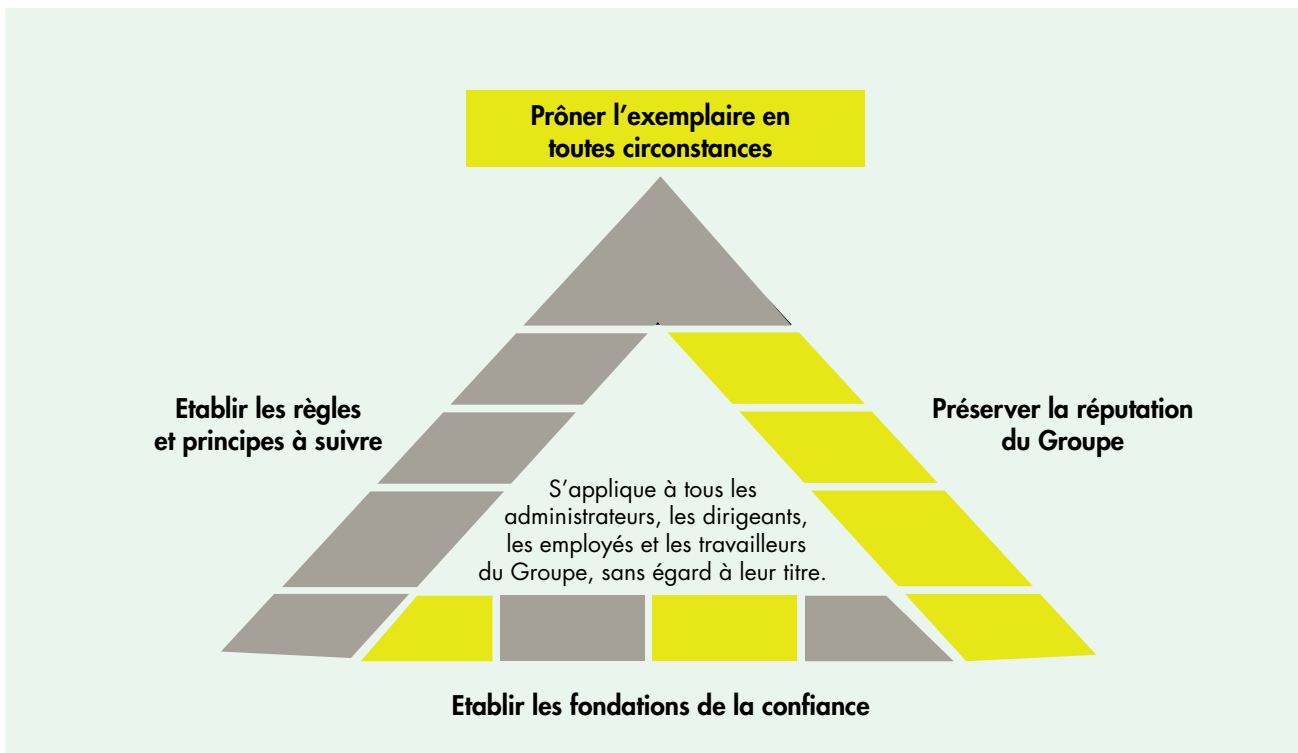 Prôner l’exemplaire en
toutes circonstances
Etablir les règles
et principes à suivre
Préserver la réputation
du Groupe
S’applique à tous les
administrateurs, les dirigeants,
les employés et les travailleurs
du Groupe, sans égard à leur titre.
Etablir les fondations de la confiance